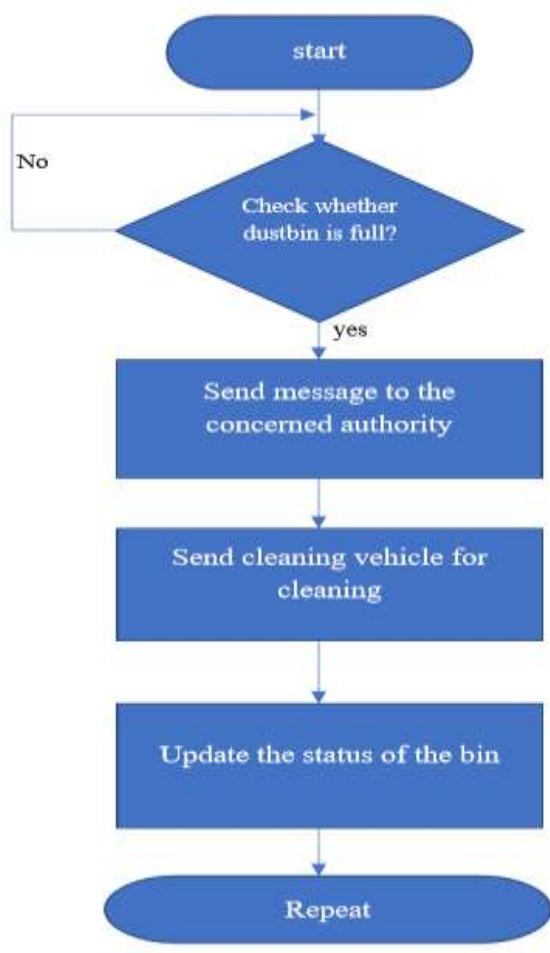 start
No
Check whether
dustbin is full?
yes
Send message to the
concerned authority
Send cleaning vehicle for
cleaning
Update the status of the bin
Repeat